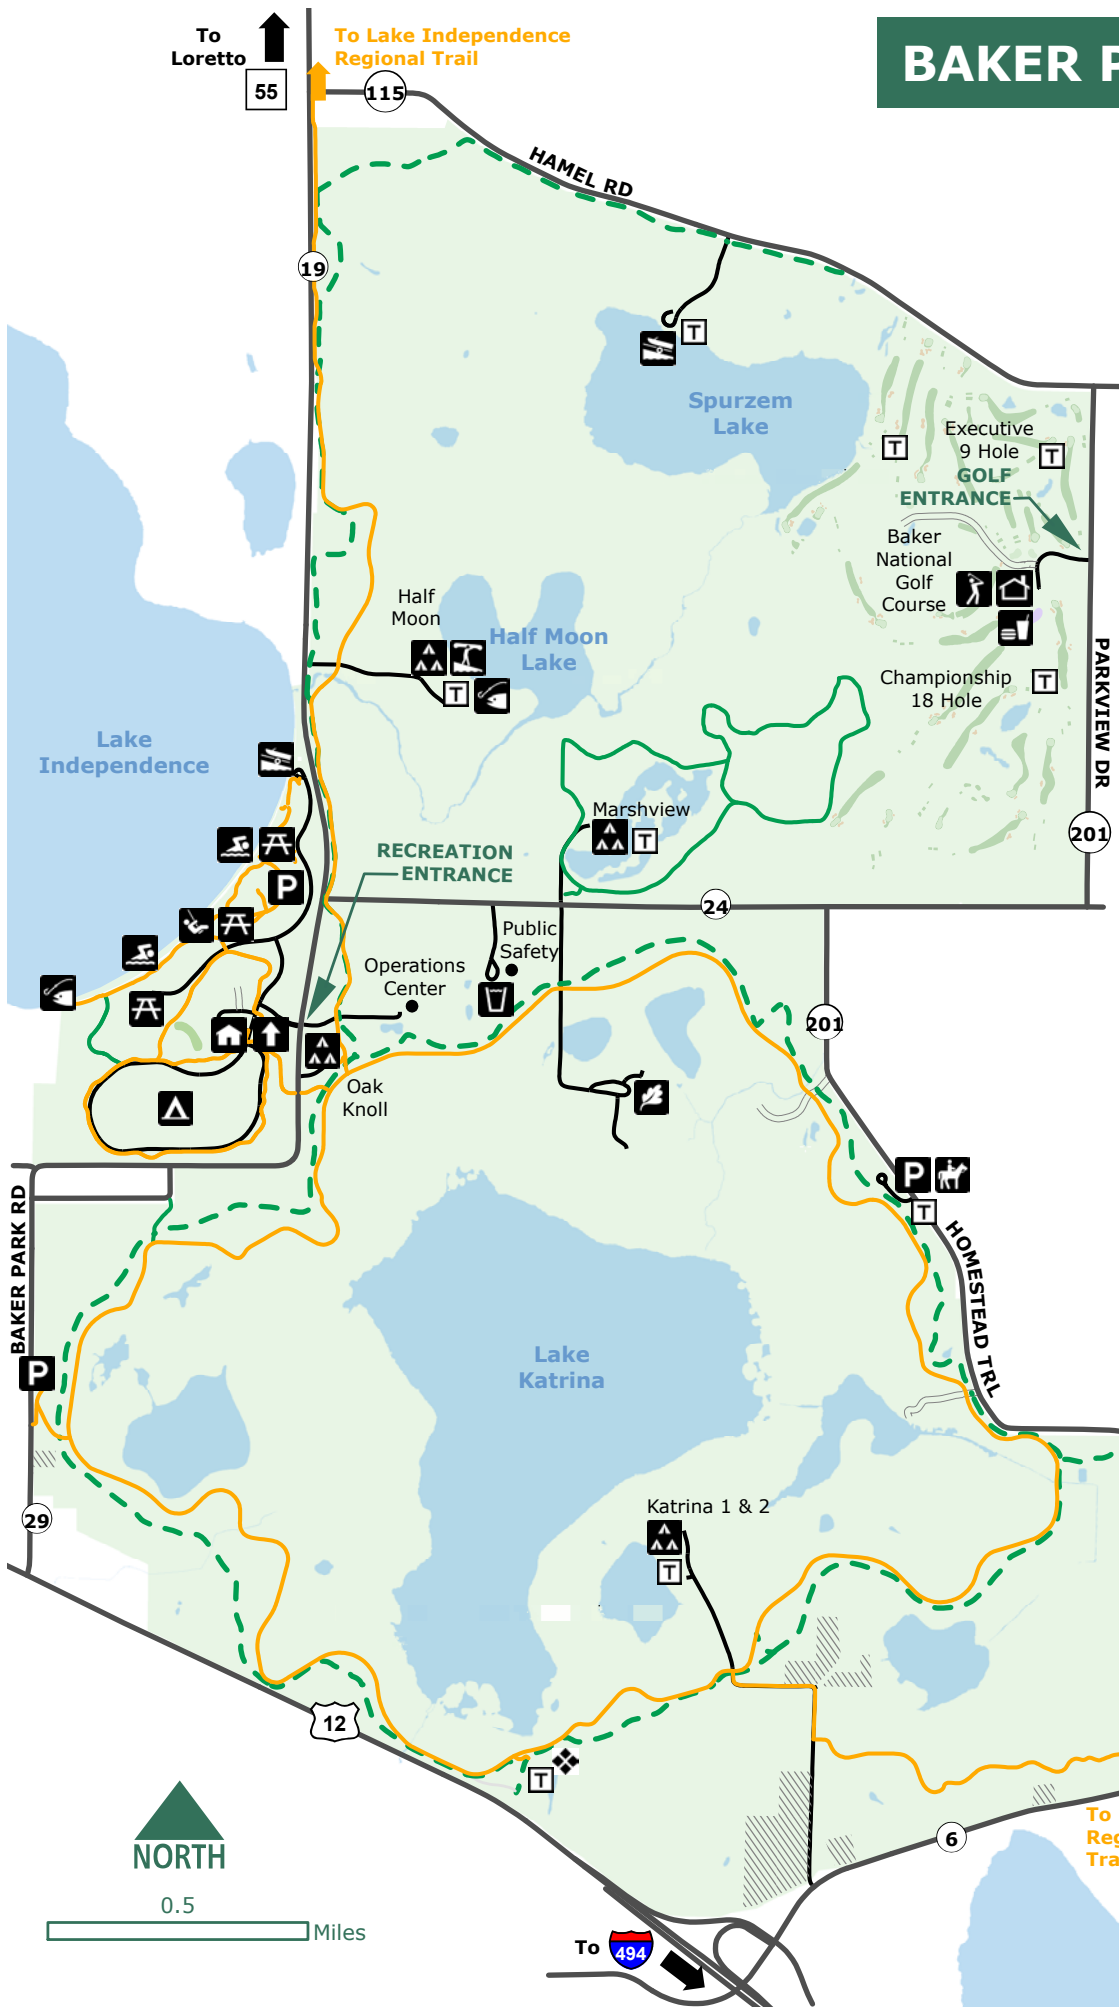 To
Loretto
To Lake Independence
Regional Trail
BAKER P
55
115
HAMEL RD
19
T
Spurzem
Lake
T
Executive
9 Hole
T
GOLF
ENTRANCE
Baker
National
Golf
Course
Half
Moon
Half Moon
Lake
T
Championship
18 Hole
T
PARKVIEW DR
Lake
Independence
Marshview
T
201
RECREATION
ENTRANCE
P
24
Public
Safety
Operations
Center
201
Oak
Knoll
P
T
BAKER PARK RD
HOMESTEAD TRL
P
Lake
Katrina
29
Katrina 1 & 2
T
12
T
NORTH
0.5
Miles
6
To
Reg
Tra
To
494